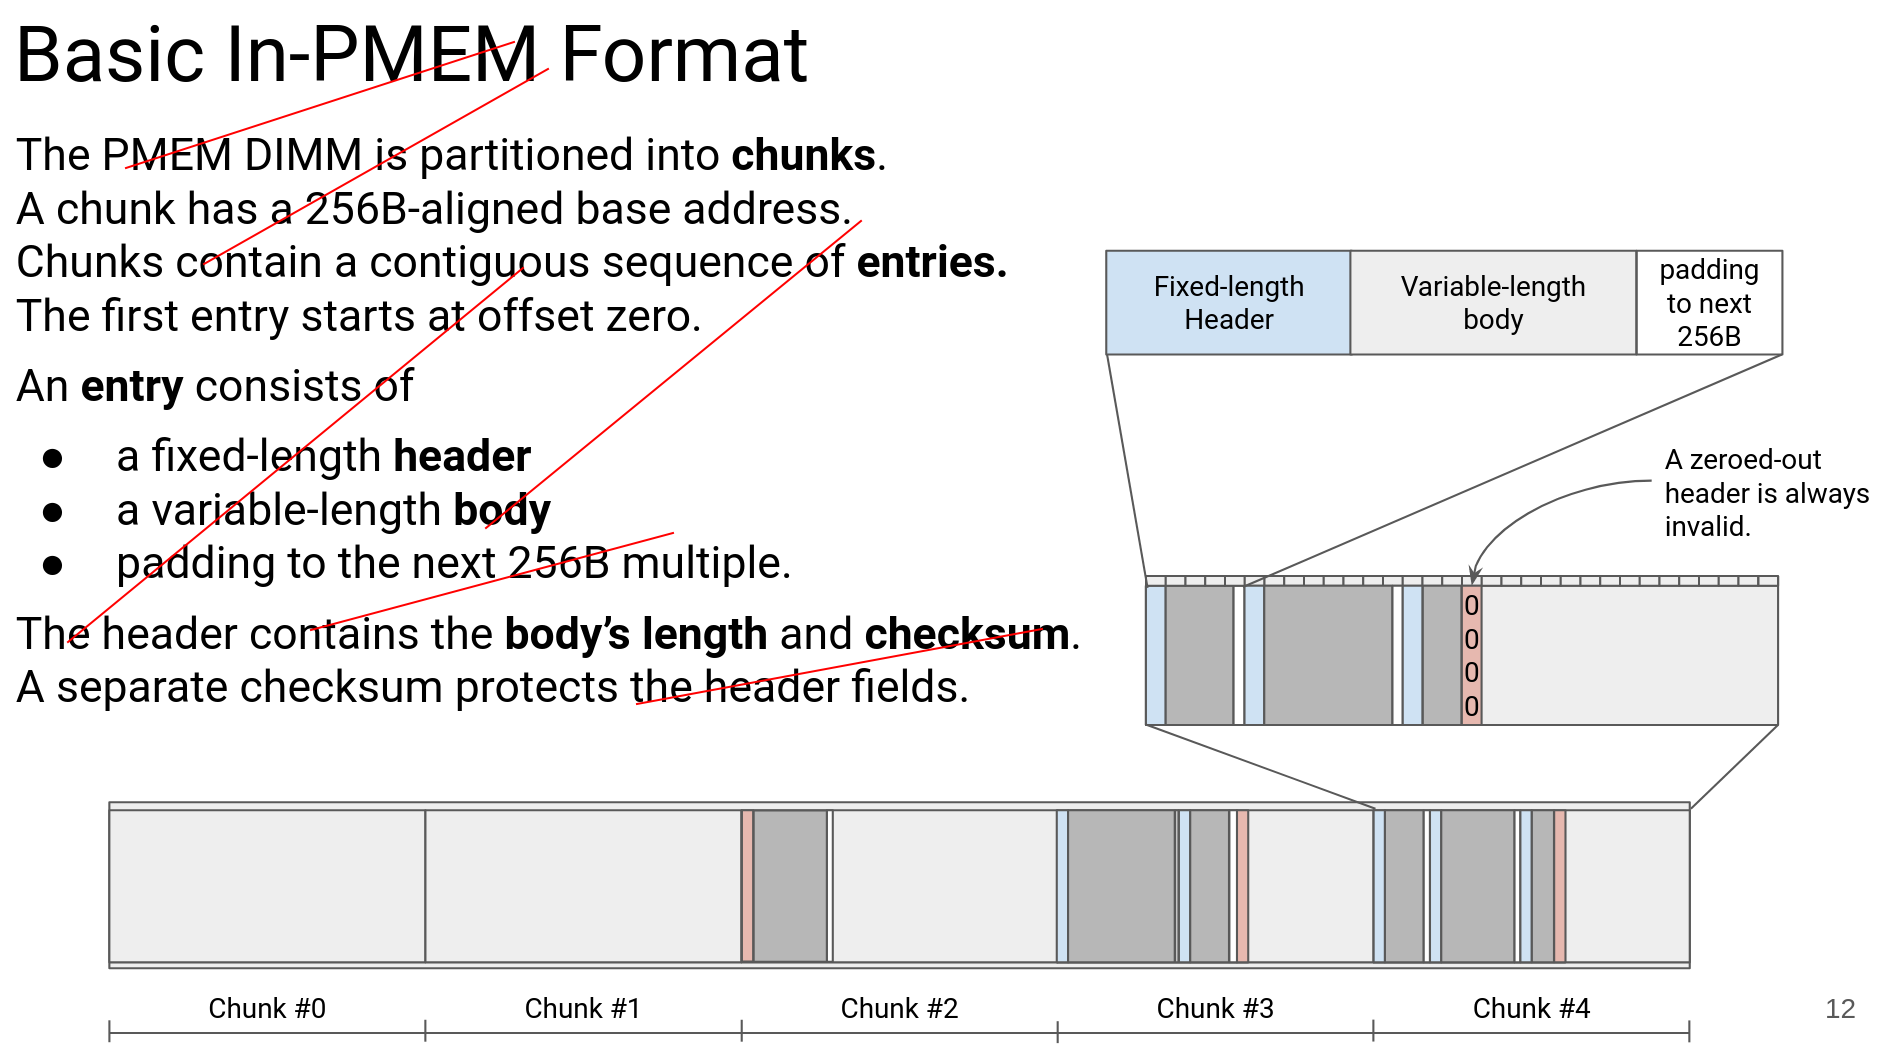 Basic In-PMEM Format
The PMEM DIMM is partitioned into chunks.
A chunk has a 256B-aligned base address.
Chunks contain a contiguous sequence of entries.
The first entry starts at offset zero.
An entry consists of
● a fixed-length header
● a variable-length body
● padding to the next 256B multiple.
The header contains the body’s length and checksum.
A separate checksum protects the header fields.
Fixed-length
Header
Variable-length
body
padding
to next
256B
A zeroed-out
header is always
invalid.
0
0
0
0
Chunk #0
Chunk #1
Chunk #2
Chunk #3
Chunk #4
12